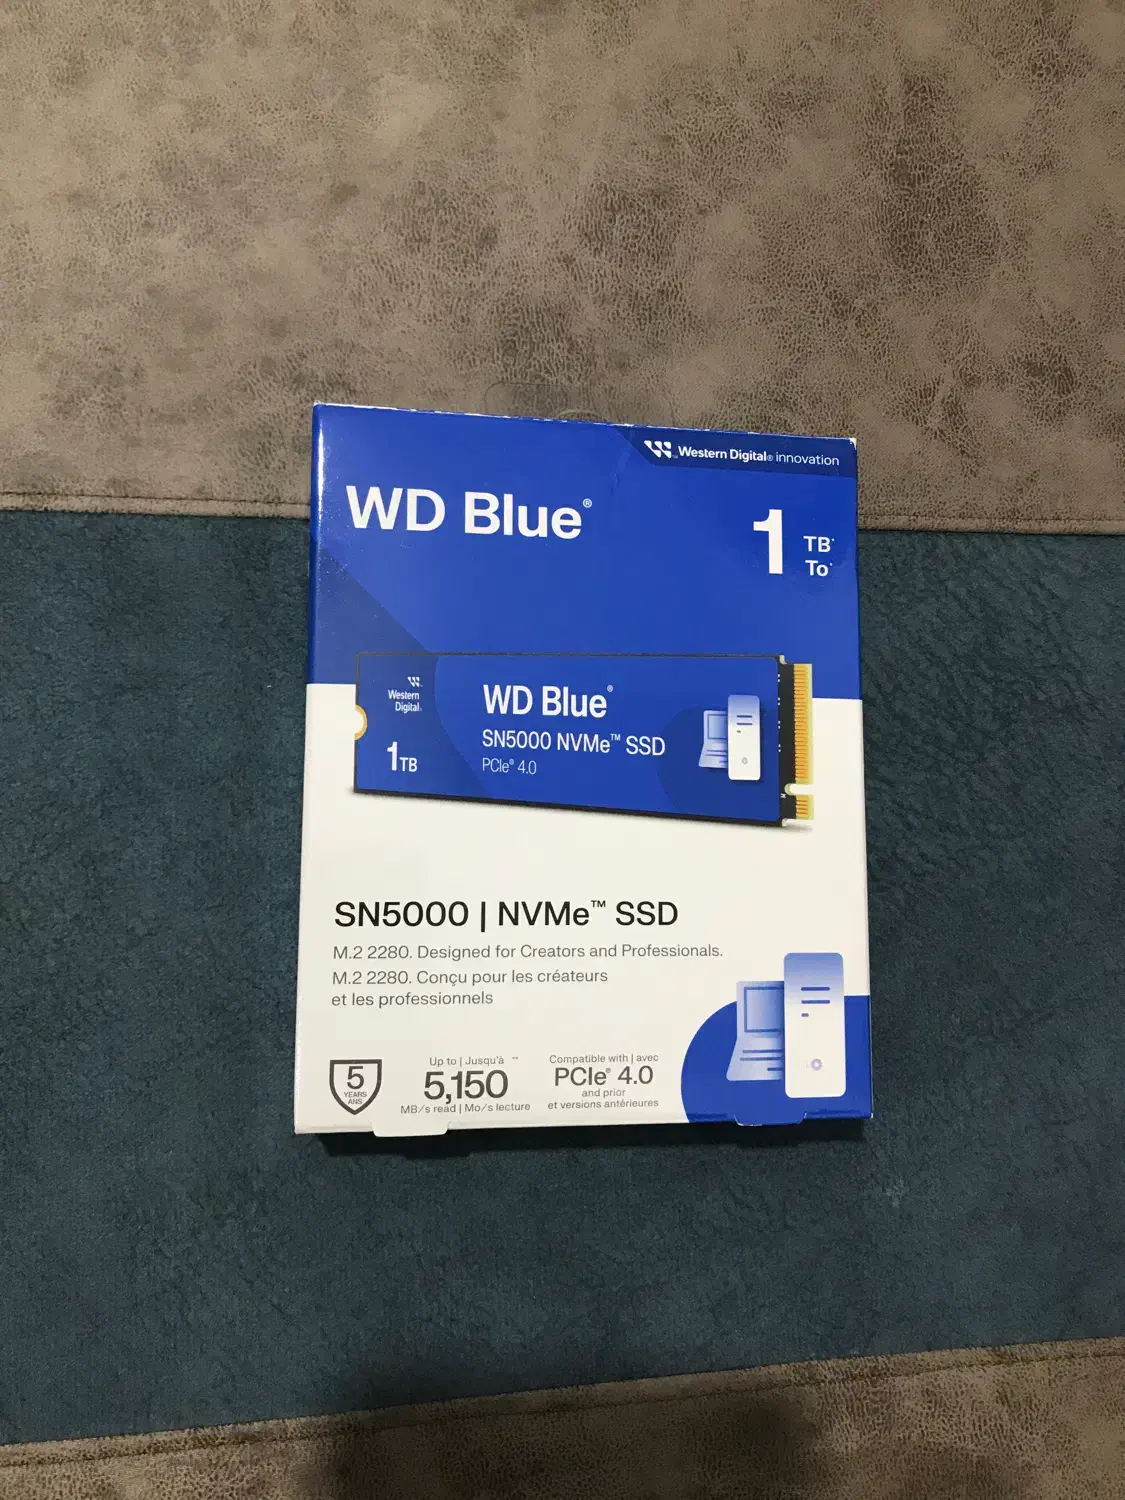 Western Digital® innovation
WD Blue®
1 TB*
To*
Western
Digital®
WD Blue®
SN5000 NVMe™ SSD
1TB
PCIe® 4.0
SN5000 | NVMe™ SSD
M.2 2280. Designed for Creators and Professionals.
M.2 2280. Conçu pour les créateurs
et les professionnels
5
YEARS
ANS
Up to | Jusqu'à **
5,150
MB/s read | Mo/s lecture
Compatible with | avec
PCIe® 4.0
and prior
et versions antérieures